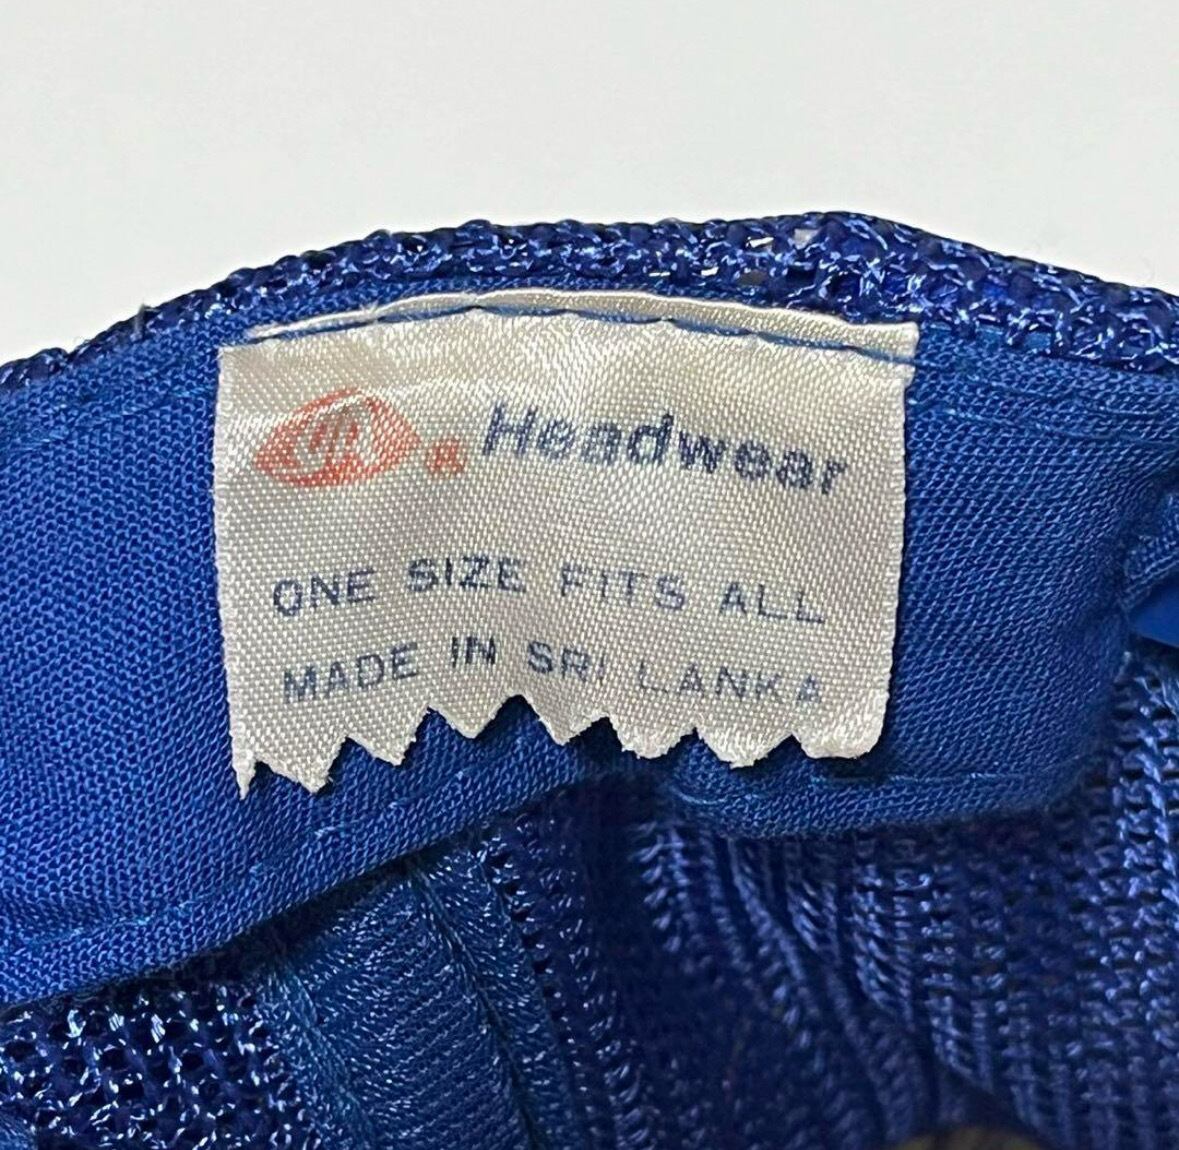 ® Headwear
ONE SIZE FITS ALL
MADE IN SRI LANKA